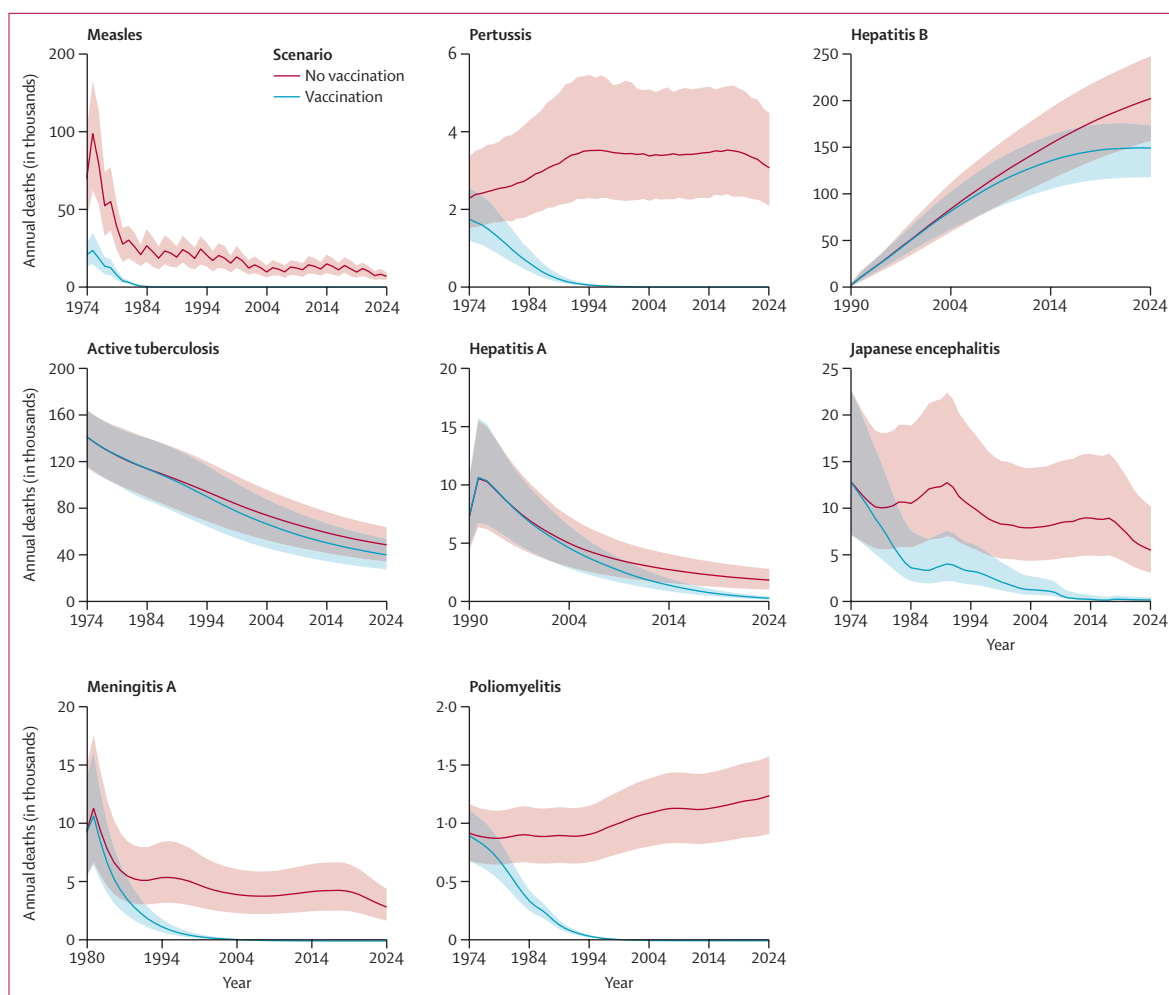 Measles
Annual deaths (in thousands)
200
100
50
0
1974 1984 1994 2004 2014 2024
Scenario
No vaccination
Vaccination
Pertussis
6
4
2
0
1974 1984 1994 2004 2014 2024
Hepatitis B
250
200
150
100
50
0
1990 2004 2014 2024
Active tuberculosis
Annual deaths (in thousands)
200
160
120
80
40
0
1974 1984 1994 2004 2014 2024
Hepatitis A
20
15
10
5
0
1990 2004 2014 2024
Japanese encephalitis
25
20
15
10
5
0
1974 1984 1994 2004 2014 2024
Year
Meningitis A
Annual deaths (in thousands)
20
15
10
5
0
1980 1994 2004 2014 2024
Year
Poliomyelitis
2·0
1·5
1·0
0·5
0
1974 1984 1994 2004 2014 2024
Year